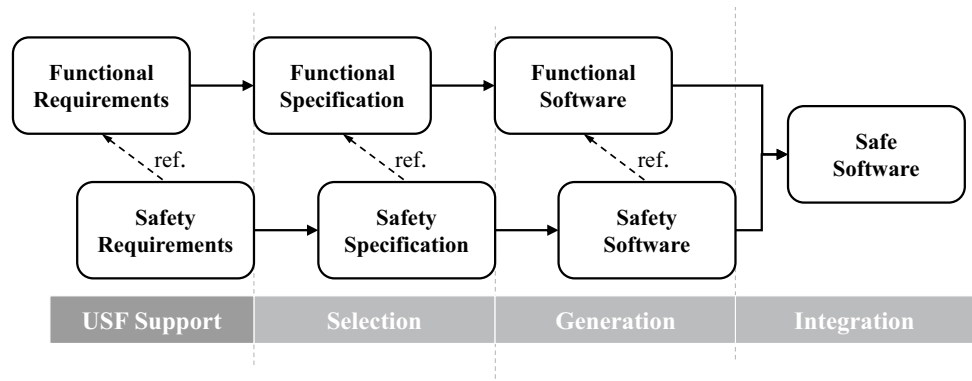 Functional
Requirements
Functional
Specification
Functional
Software
Safe
Software
ref.
ref.
ref.
Safety
Requirements
Safety
Specification
Safety
Software
USF Support
Selection
Generation
Integration